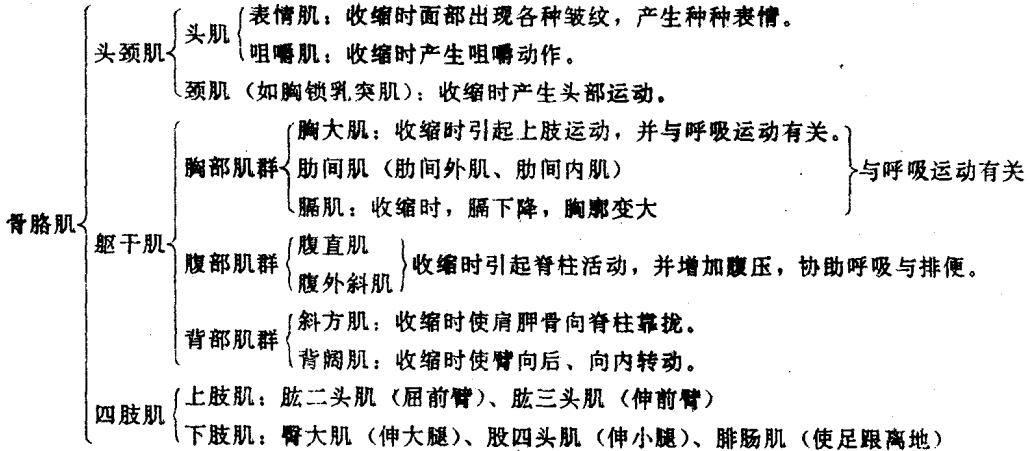 表情肌：收缩时面部出现各种皱纹，产生种种表情。
头肌
咀嚼肌：收缩时产生咀嚼动作。
头颈肌
颈肌（如胸锁乳突肌）：收缩时产生头部运动。
胸大肌：收缩时引起上肢运动，并与呼吸运动有关。
胸部肌群
肋间肌（肋间外肌、肋间内肌）
与呼吸运动有关
膈肌：收缩时，膈下降，胸廓变大
骨胳肌
躯干肌
腹直肌
腹部肌群
收缩时引起脊柱活动，并增加腹压，协助呼吸与排便。
腹外斜肌
斜方肌：收缩时使肩胛骨向脊柱靠拢。
背部肌群
背阔肌：收缩时使臂向后、向内转动。
上肢肌：肱二头肌（屈前臂）、肱三头肌（伸前臂）
四肢肌
下肢肌：臀大肌（伸大腿）、股四头肌（伸小腿）、腓肠肌（使足跟离地）